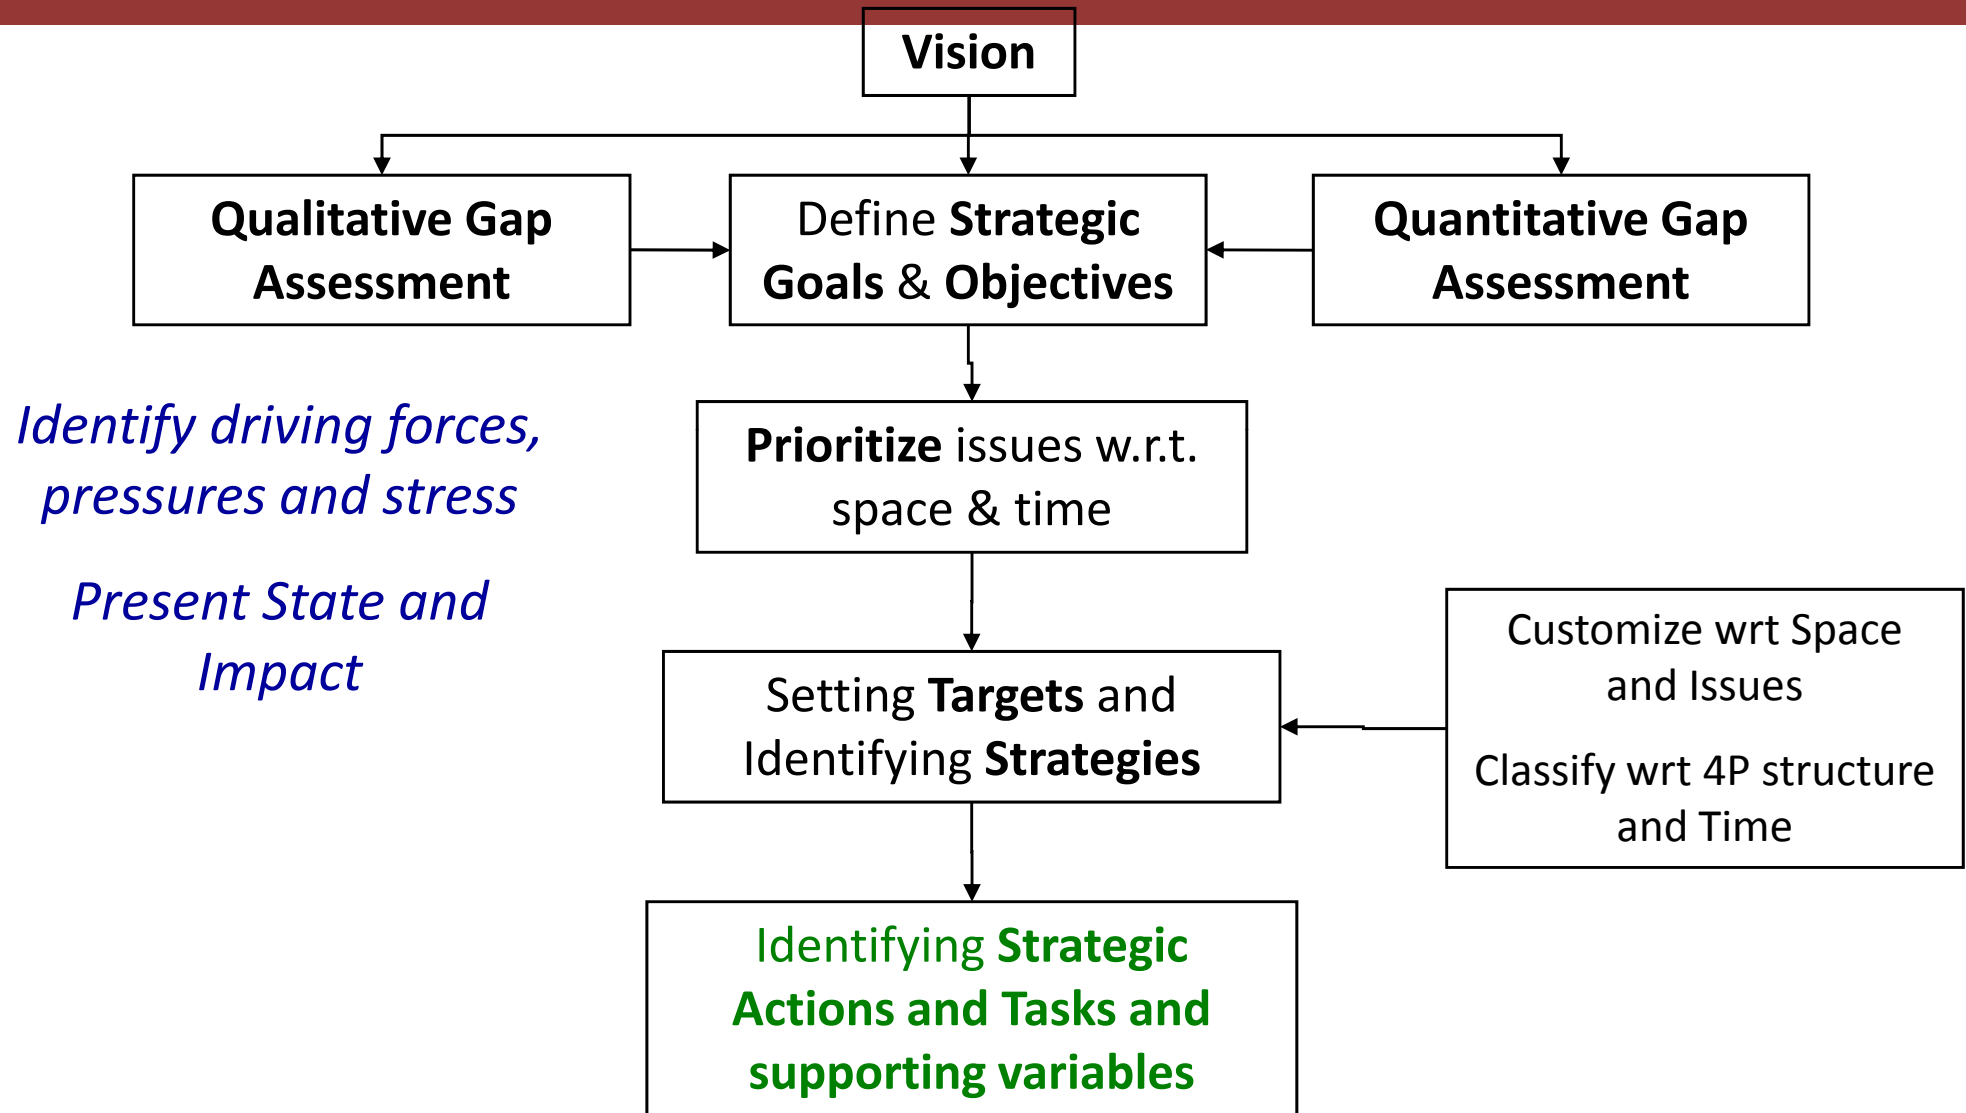 Vision
Qualitative Gap
Assessment
Define Strategic
Goals & Objectives
Quantitative Gap
Assessment
Identify driving forces,
pressures and stress
Present State and
Impact
Prioritize issues w.r.t.
space & time
Setting Targets and
Identifying Strategies
Customize wrt Space
and Issues
Classify wrt 4P structure
and Time
Identifying Strategic
Actions and Tasks and
supporting variables